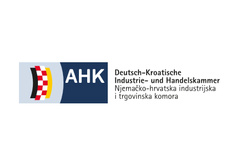 AHK
Deutsch-Kroatische
Industrie- und Handelskammer
Njemačko-hrvatska industrijska
i trgovinska komora